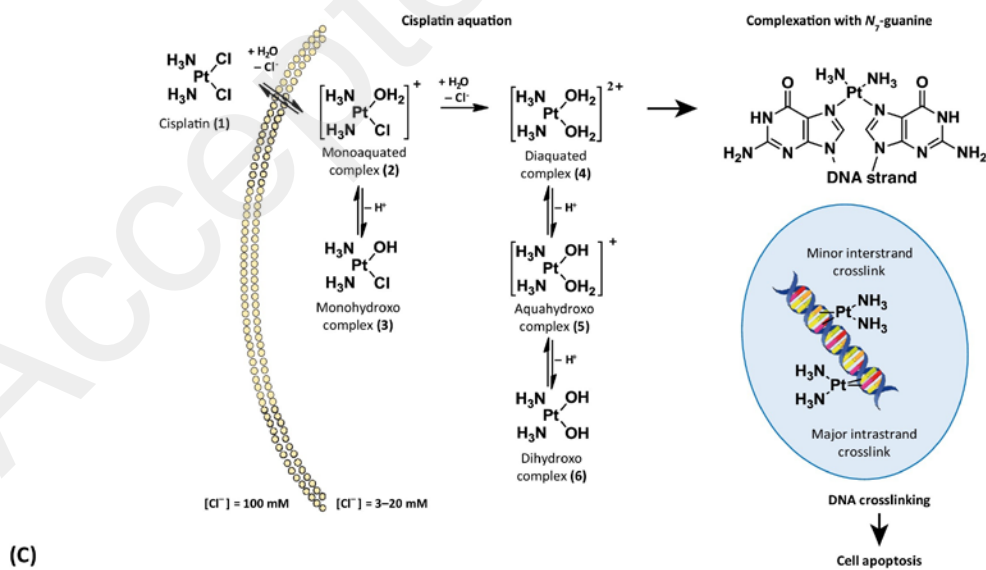 Accep
Cisplatin aquation
Complexation with N7-guanine
+ H2O
– Cl-
H3N Cl
Pt
H3N Cl
Cisplatin (1)
H3N OH2 +
Pt
H3N Cl
Monoaquated
complex (2)
+ H2O
– Cl-
H3N OH2 2+
Pt
H3N OH2
Diaquated
complex (4)
H3N NH3
Pt
O O
HN N N NH
H2N N N N N NH2
DNA strand
– H+
– H+
H3N OH
Pt
H3N Cl
Monohydroxo
complex (3)
H3N OH +
Pt
H3N OH2
Aquahydroxo
complex (5)
– H+
H3N OH
Pt
H3N OH
Dihydroxo
complex (6)
Minor interstrand
crosslink
NH3
Pt
NH3
H3N
Pt
H3N
Major intrastrand
crosslink
[Cl–] = 100 mM [Cl–] = 3–20 mM
DNA crosslinking
Cell apoptosis
(C)